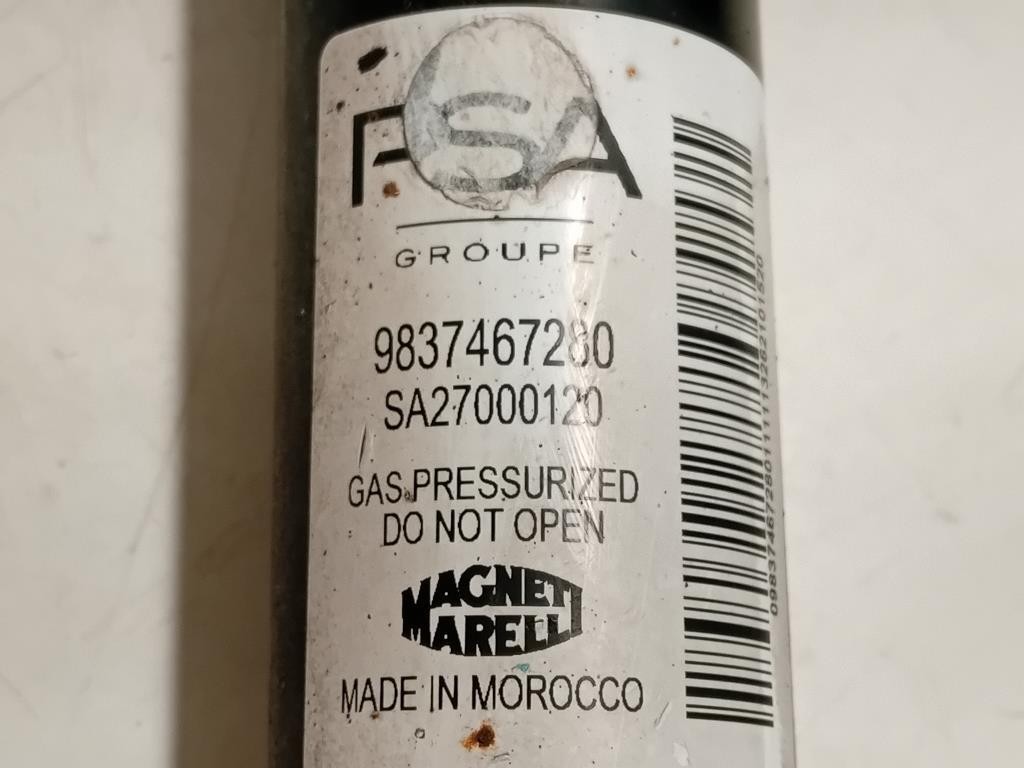 PSA
GROUPE
9837467280
SA27000120
GAS PRESSURIZED
DO NOT OPEN
MAGNETI
MARELLI
MADE IN MOROCCO